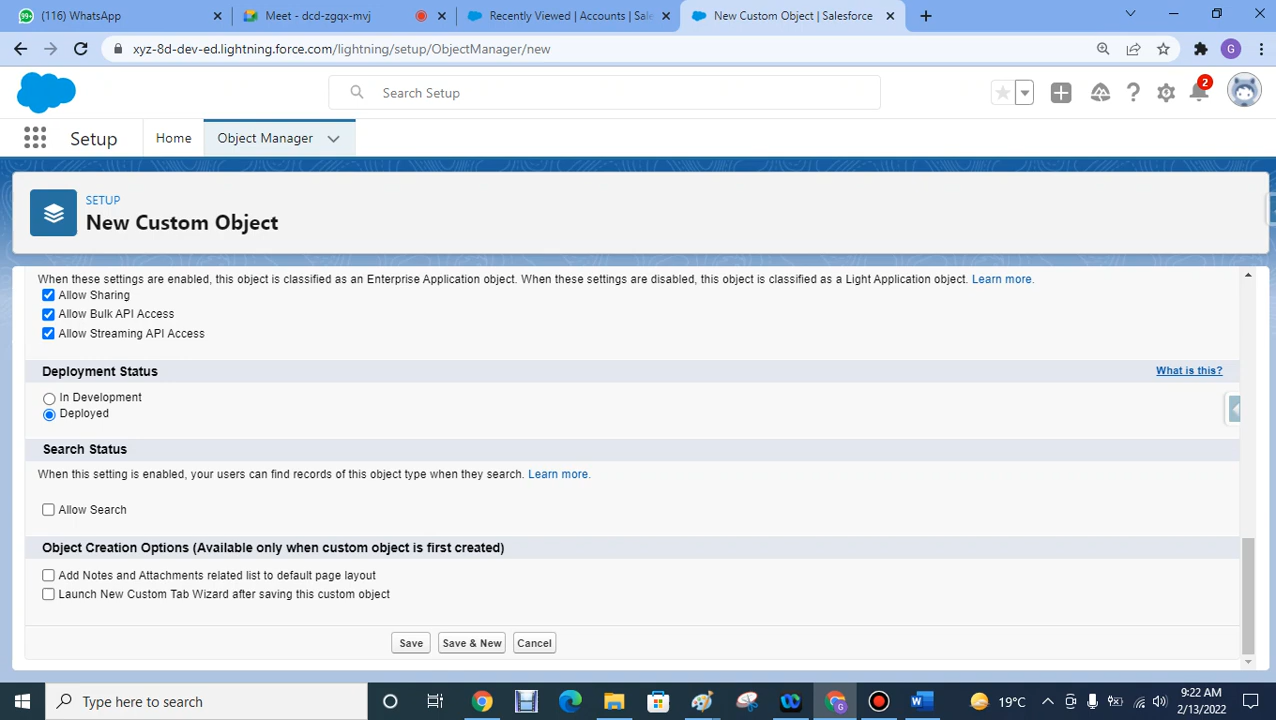 (116) WhatsApp
Meet - dcd-zgqx-mvj
Recently Viewed | Accounts | Sale
New Custom Object | Salesforce
xyz-8d-dev-ed.lightning.force.com/lightning/setup/ObjectManager/new
G
Search Setup
2
Setup
Home
Object Manager
SETUP
New Custom Object
When these settings are enabled, this object is classified as an Enterprise Application object. When these settings are disabled, this object is classified as a Light Application object. Learn more.
Allow Sharing
Allow Bulk API Access
Allow Streaming API Access
Deployment Status
What is this?
In Development
Deployed
Search Status
When this setting is enabled, your users can find records of this object type when they search. Learn more.
Allow Search
Object Creation Options (Available only when custom object is first created)
Add Notes and Attachments related list to default page layout
Launch New Custom Tab Wizard after saving this custom object
Save
Save & New
Cancel
Type here to search
19°C
9:22 AM
2/13/2022